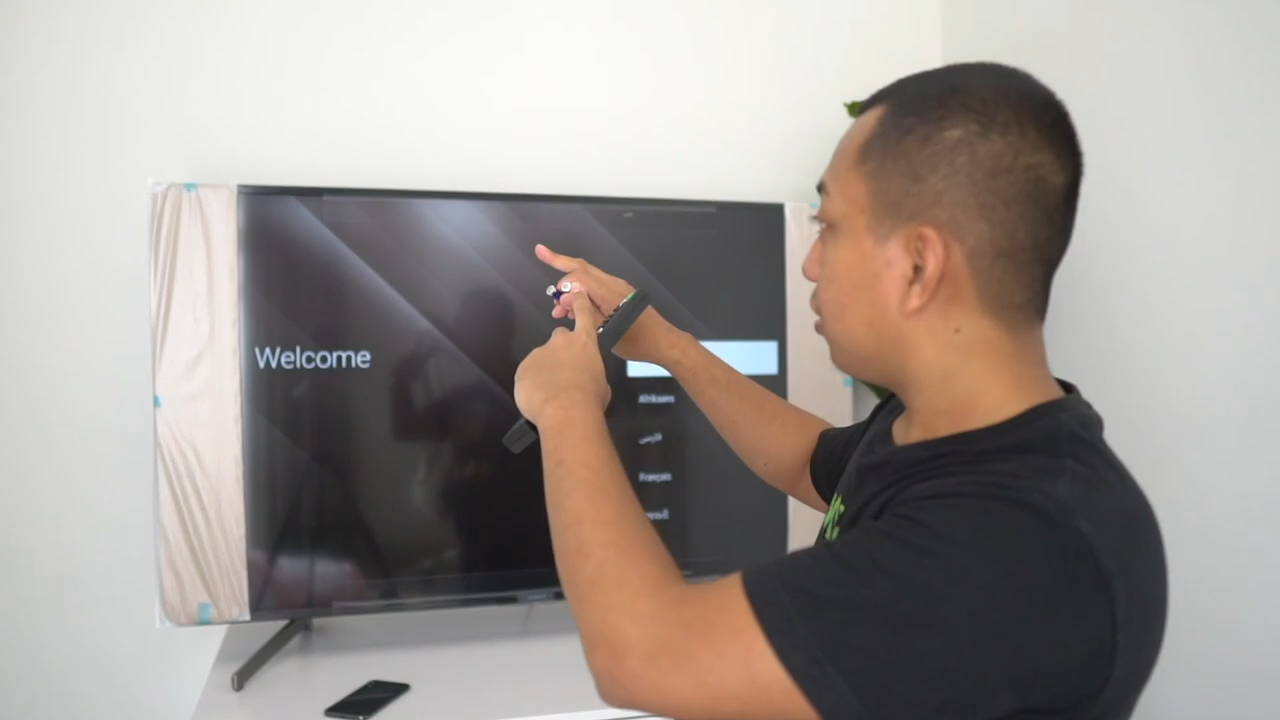 Welcome
Afrikaans
فارسی
Français